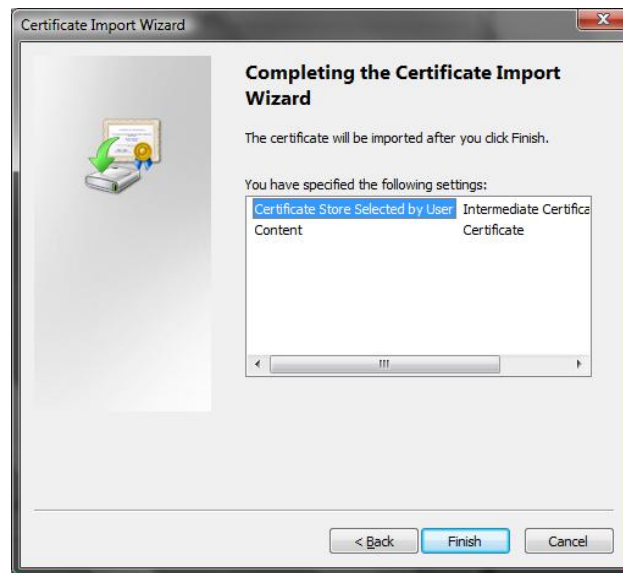 Certificate Import Wizard
Completing the Certificate Import
Wizard
The certificate will be imported after you click Finish.
You have specified the following settings:
Certificate Store Selected by User Intermediate Certifica
Content Certificate
< Back Finish Cancel